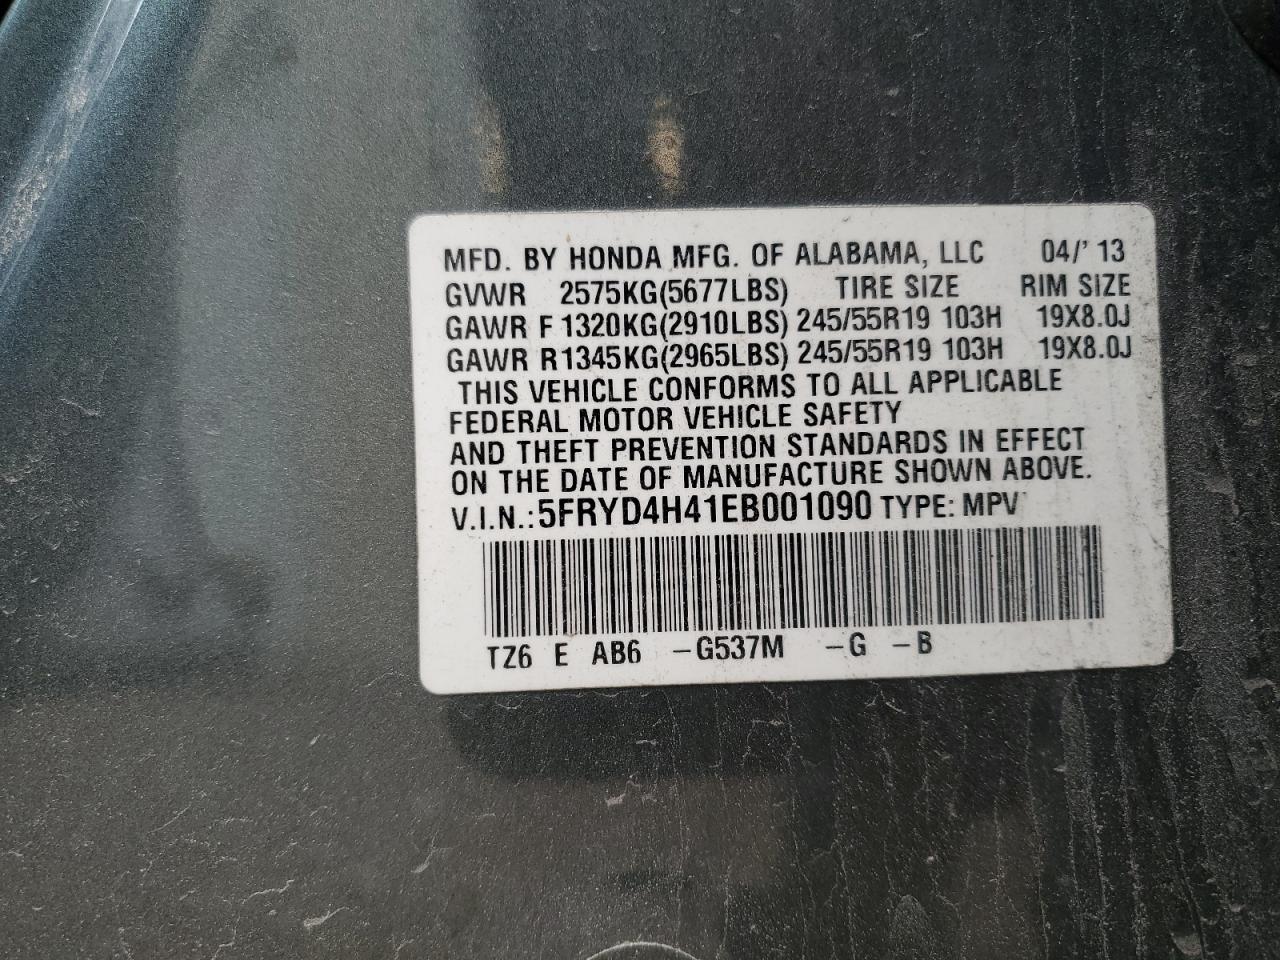 MFD. BY HONDA MFG. OF ALABAMA, LLC 04/'13
GVWR 2575KG(5677LBS) TIRE SIZE RIM SIZE
GAWR F 1320KG(2910LBS) 245/55R19 103H 19X8.0J
GAWR R1345KG(2965LBS) 245/55R19 103H 19X8.0J
THIS VEHICLE CONFORMS TO ALL APPLICABLE
FEDERAL MOTOR VEHICLE SAFETY
AND THEFT PREVENTION STANDARDS IN EFFECT
ON THE DATE OF MANUFACTURE SHOWN ABOVE.
V.I.N.:5FRYD4H41EB001090 TYPE: MPV
TZ6 E AB6 -G537M -G -B